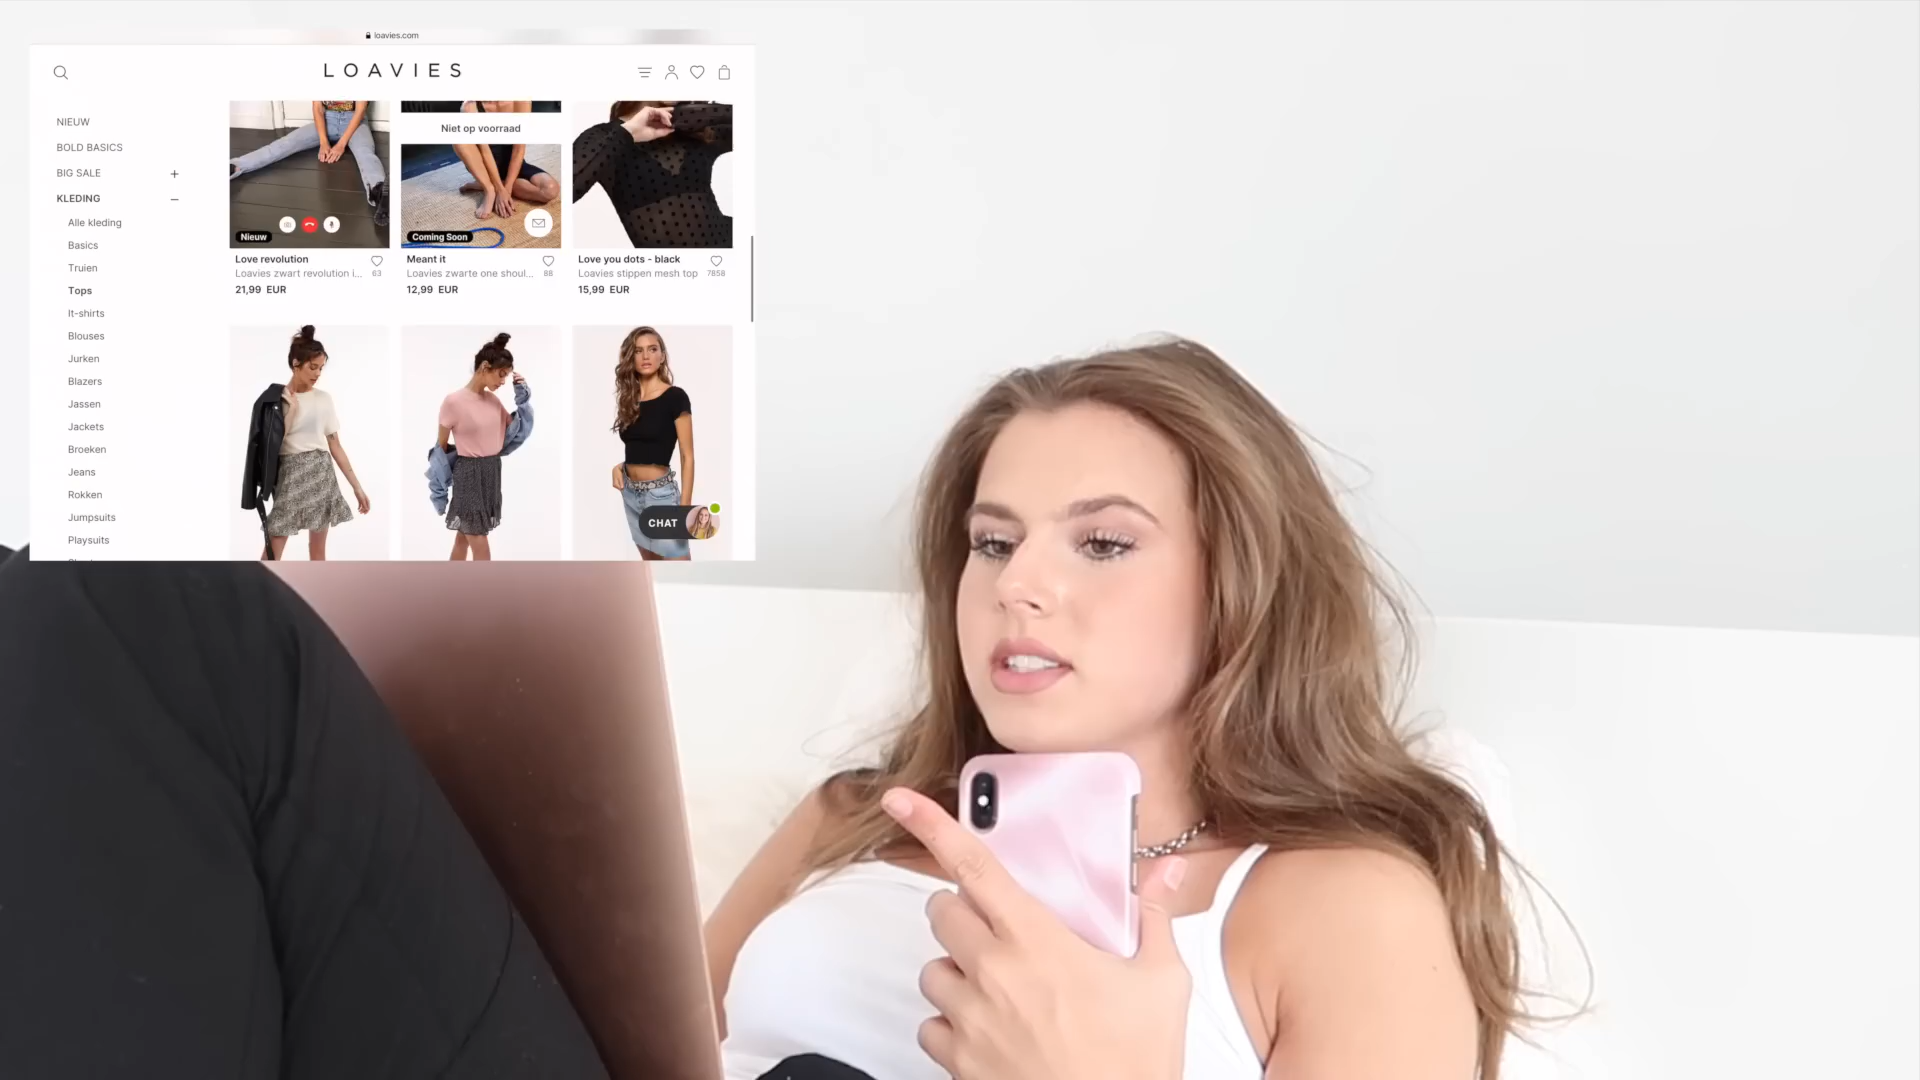 loavies.com
LOAVIES
NIEUW
BOLD BASICS
BIG SALE +
KLEDING –
Alle kleding
Basics
Truien
Tops
It-shirts
Blouses
Jurken
Blazers
Jassen
Jackets
Broeken
Jeans
Rokken
Jumpsuits
Playsuits
Nieuw
Love revolution
Loavies zwart revolution i...
63
21,99 EUR
Niet op voorraad
Coming Soon
Meant it
Loavies zwarte one shoul...
88
12,99 EUR
Love you dots - black
Loavies stippen mesh top
7858
15,99 EUR
CHAT